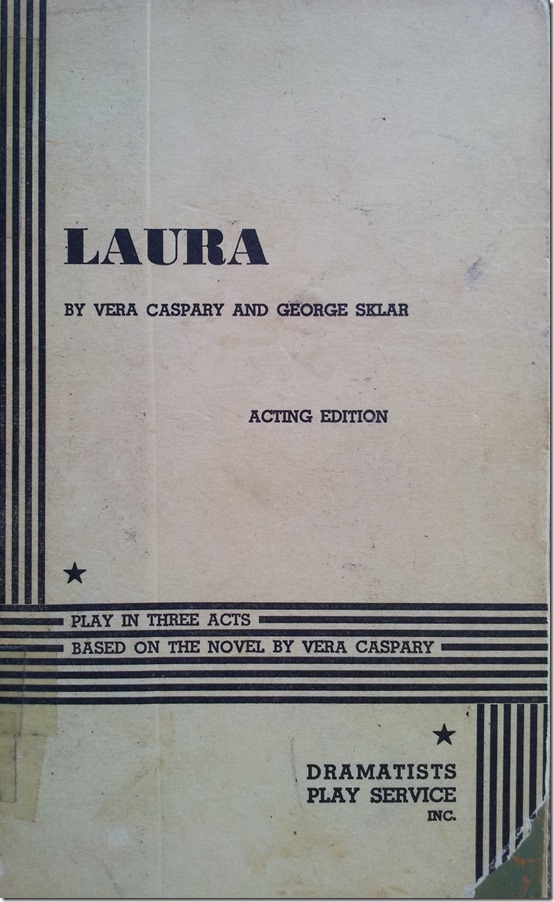 LAURA
BY VERA CASPARY AND GEORGE SKLAR
ACTING EDITION
PLAY IN THREE ACTS
BASED ON THE NOVEL BY VERA CASPARY
DRAMATISTS
PLAY SERVICE
INC.